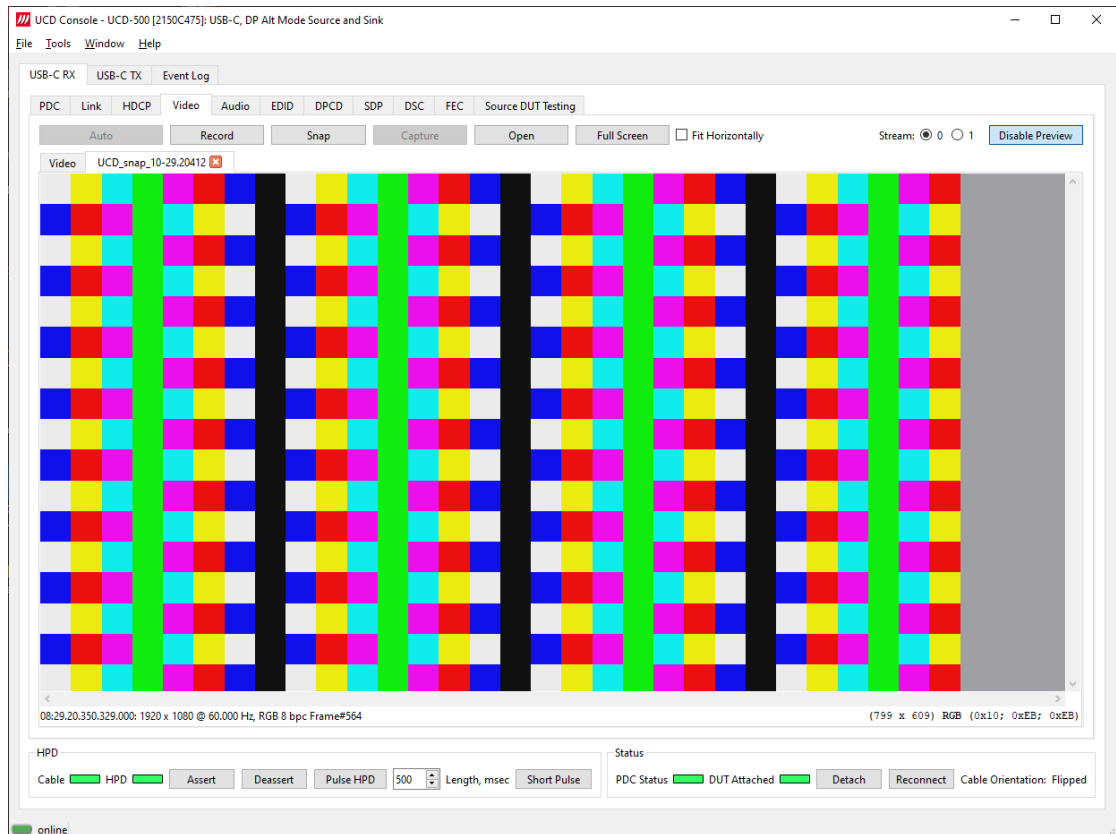 UCD Console - UCD-500 [2150C475]: USB-C, DP Alt Mode Source and Sink
File Tools Window Help
USB-C RX USB-C TX Event Log
PDC Link HDCP Video Audio EDID DPCD SDP DSC FEC Source DUT Testing
Auto Record Snap Capture Open Full Screen Fit Horizontally Stream: 0 1 Disable Preview
Video UCD_snap_10-29.20412
08:29.20.350.329.000: 1920 x 1080 @ 60.000 Hz, RGB 8 bpc Frame#564 (799 x 609) RGB (0x10; 0xEB; 0xEB)
HPD Status
Cable HPD Assert Deassert Pulse HPD 500 Length, msec Short Pulse PDC Status DUT Attached Detach Reconnect Cable Orientation: Flipped
online